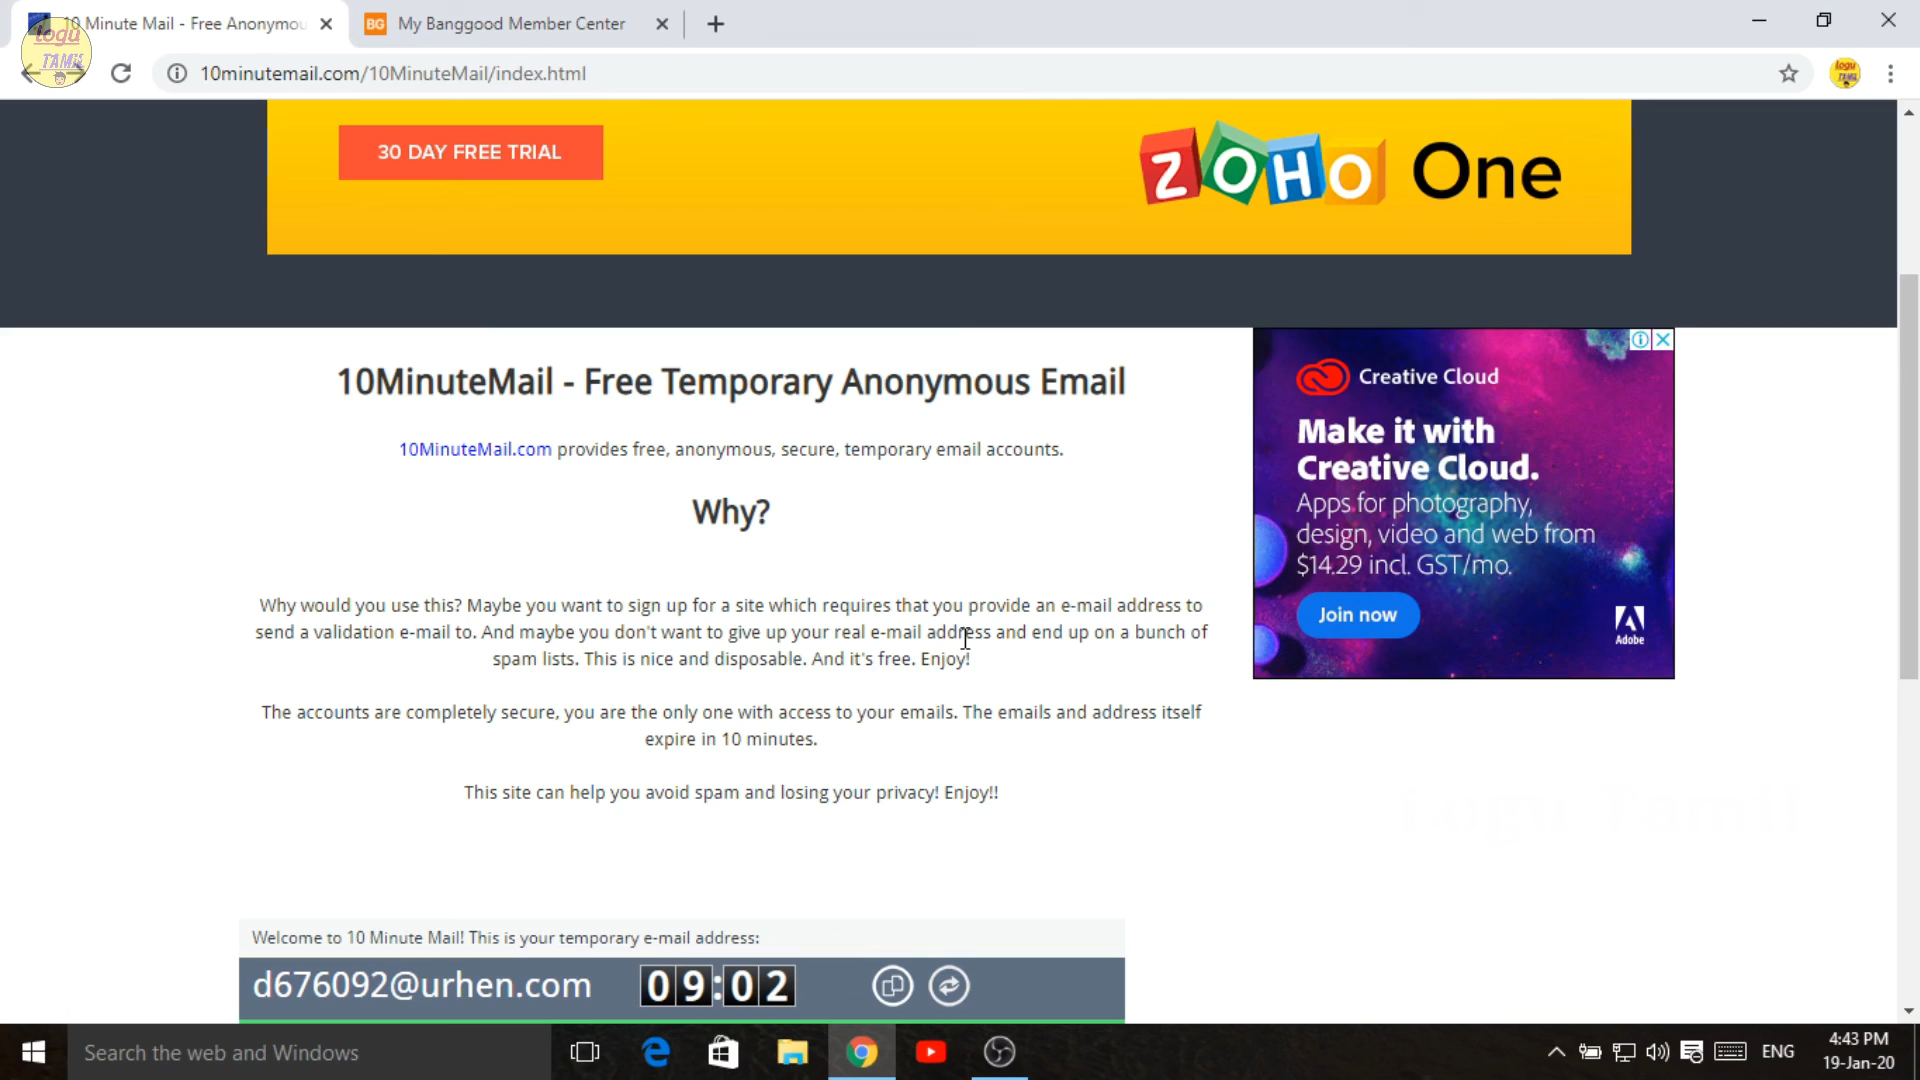 10 Minute Mail - Free Anonymou
BG My Banggood Member Center
logu
TAMIL
10minutemail.com/10MinuteMail/index.html
30 DAY FREE TRIAL
ZOHO One
10MinuteMail - Free Temporary Anonymous Email
10MinuteMail.com provides free, anonymous, secure, temporary email accounts.
Why?
Why would you use this? Maybe you want to sign up for a site which requires that you provide an e-mail address to
send a validation e-mail to. And maybe you don't want to give up your real e-mail address and end up on a bunch of
spam lists. This is nice and disposable. And it's free. Enjoy!
The accounts are completely secure, you are the only one with access to your emails. The emails and address itself
expire in 10 minutes.
This site can help you avoid spam and losing your privacy! Enjoy!!
Creative Cloud
Make it with
Creative Cloud.
Apps for photography,
design, video and web from
$14.29 incl. GST/mo.
Join now
Adobe
Welcome to 10 Minute Mail! This is your temporary e-mail address:
d676092@urhen.com 09:02
Search the web and Windows
ENG
4:43 PM
19-Jan-20